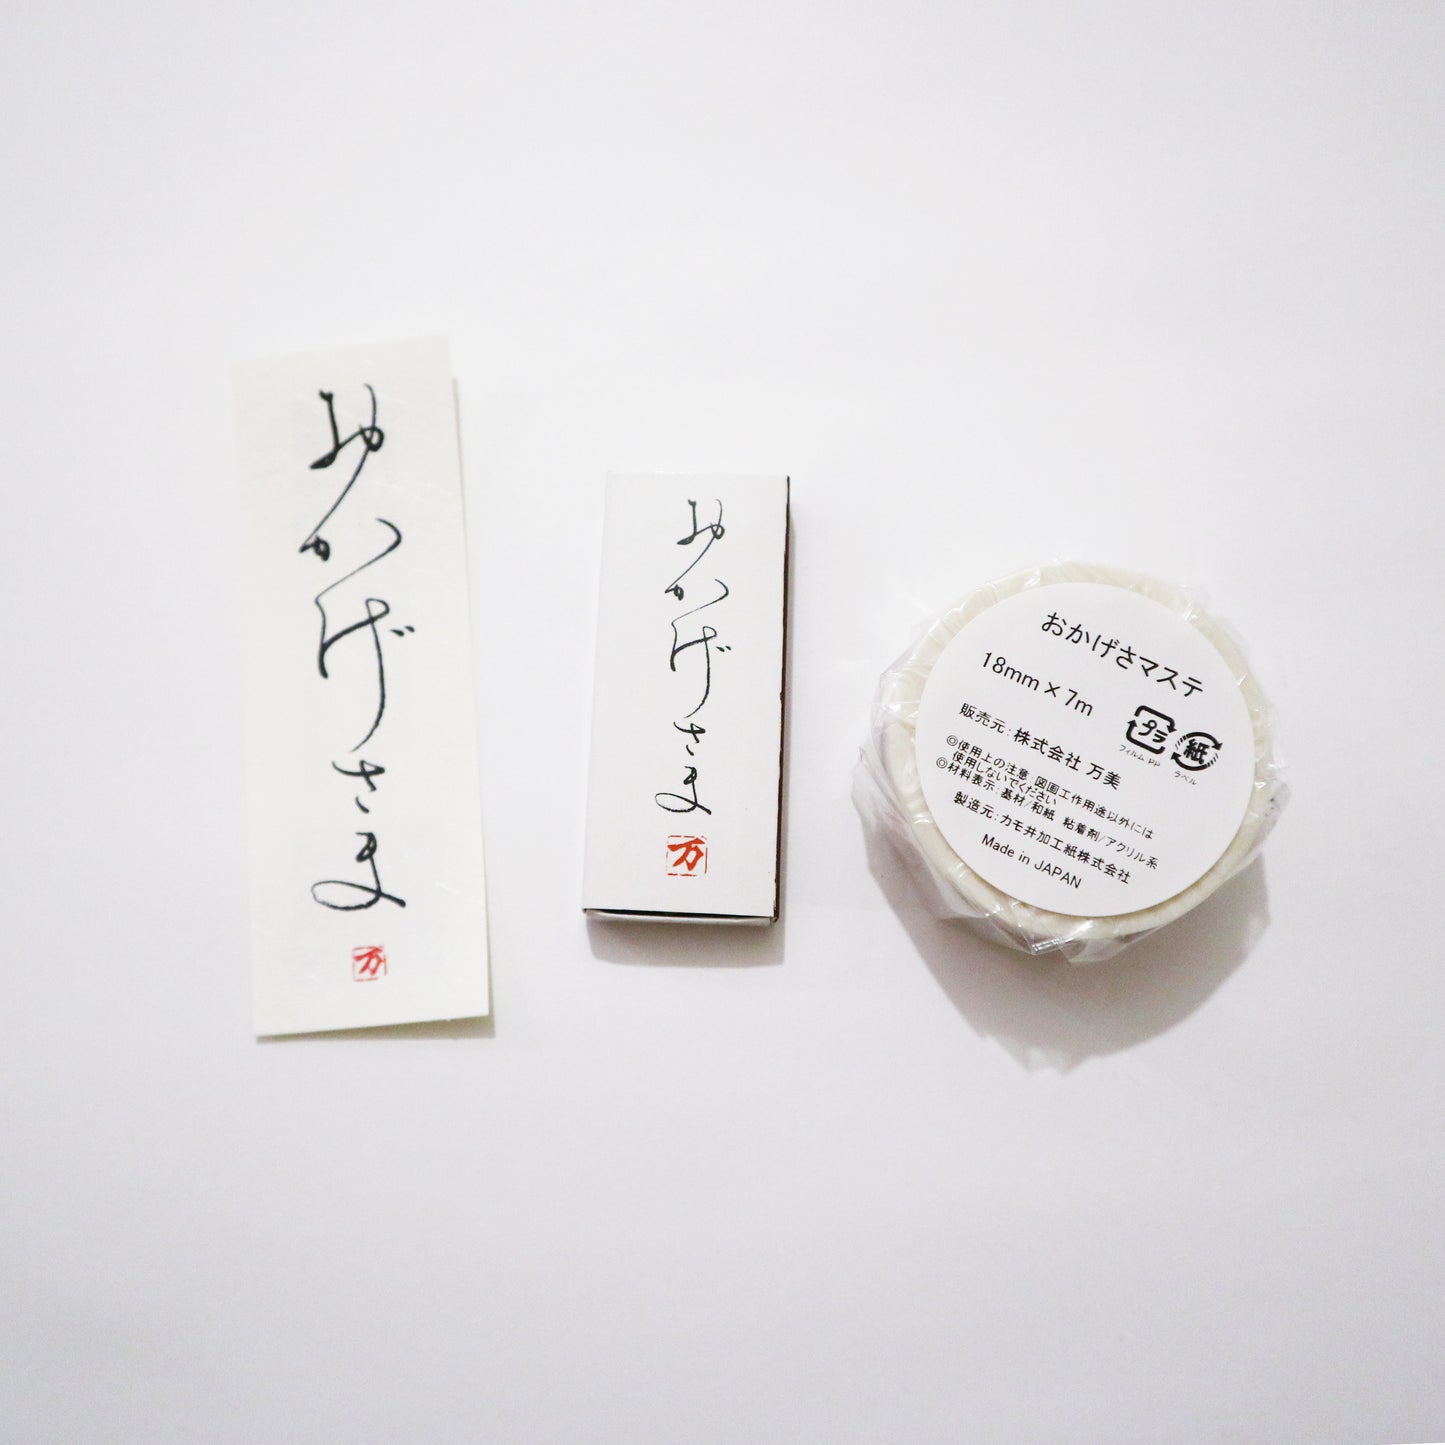 おかげさま
万
おかげさま
万
おかげさマステ
18mm×7m
販売元:株式会社 万美
プラ
フィルム PP
紙
ラベル
◎使用上の注意 図画工作用途以外には
使用しないでください
◎材料表示:基材/和紙 粘着剤/アクリル系
製造元:カモ井加工紙株式会社
Made in JAPAN